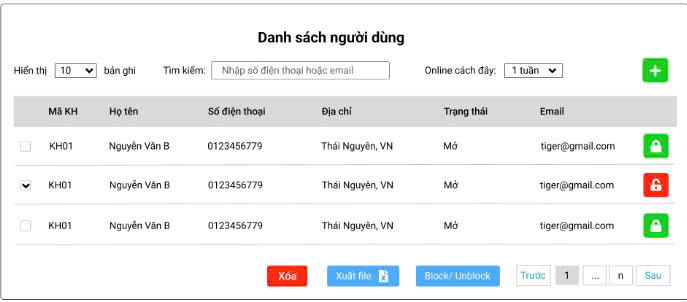 Danh sách người dùng
Hiển thị 10 bản ghi Tìm kiếm: Nhập số điện thoại hoặc email Online cách đây: 1 tuần
Mã KH Họ tên Số điện thoại Địa chỉ Trạng thái Email
KH01 Nguyễn Văn B 0123456779 Thái Nguyên, VN Mở tiger@gmail.com
KH01 Nguyễn Văn B 0123456779 Thái Nguyên, VN Mở tiger@gmail.com
KH01 Nguyễn Văn B 0123456779 Thái Nguyên, VN Mở tiger@gmail.com
Xóa Xuất file Block/ Unblock Trước 1 ... n Sau